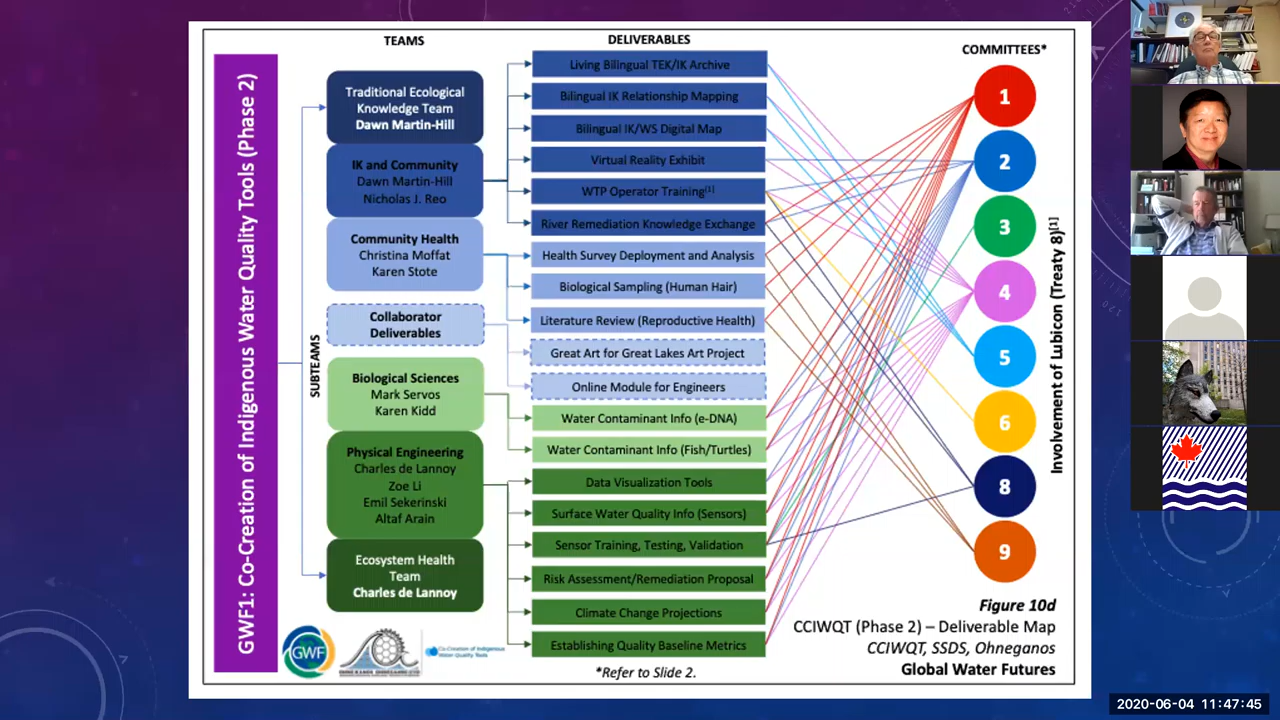 TEAMS
DELIVERABLES
COMMITTEES*
GWF1: Co-Creation of Indigenous Water Quality Tools (Phase 2)
SUBTEAMS
Traditional Ecological
Knowledge Team
Dawn Martin-Hill
IK and Community
Dawn Martin-Hill
Nicholas J. Reo
Community Health
Christina Moffat
Karen Stote
Collaborator
Deliverables
Biological Sciences
Mark Servos
Karen Kidd
Physical Engineering
Charles de Lannoy
Zoe Li
Emil Sekerinski
Altaf Arain
Ecosystem Health
Team
Charles de Lannoy
Living Bilingual TEK/IK Archive
Bilingual IK Relationship Mapping
Bilingual IK/WS Digital Map
Virtual Reality Exhibit
WTP Operator Training[1]
River Remediation Knowledge Exchange
Health Survey Deployment and Analysis
Biological Sampling (Human Hair)
Literature Review (Reproductive Health)
Great Art for Great Lakes Art Project
Online Module for Engineers
Water Contaminant Info (e-DNA)
Water Contaminant Info (Fish/Turtles)
Data Visualization Tools
Surface Water Quality Info (Sensors)
Sensor Training, Testing, Validation
Risk Assessment/Remediation Proposal
Climate Change Projections
Establishing Quality Baseline Metrics
1
2
3
4
5
6
8
9
Involvement of Lubicon (Treaty 8)[1]
GWF
Co-Creation of Indigenous
Water Quality Tools
*Refer to Slide 2.
Figure 10d
CCIWQT (Phase 2) – Deliverable Map
CCIWQT, SSDS, Ohneganos
Global Water Futures
2020-06-04 11:47:45